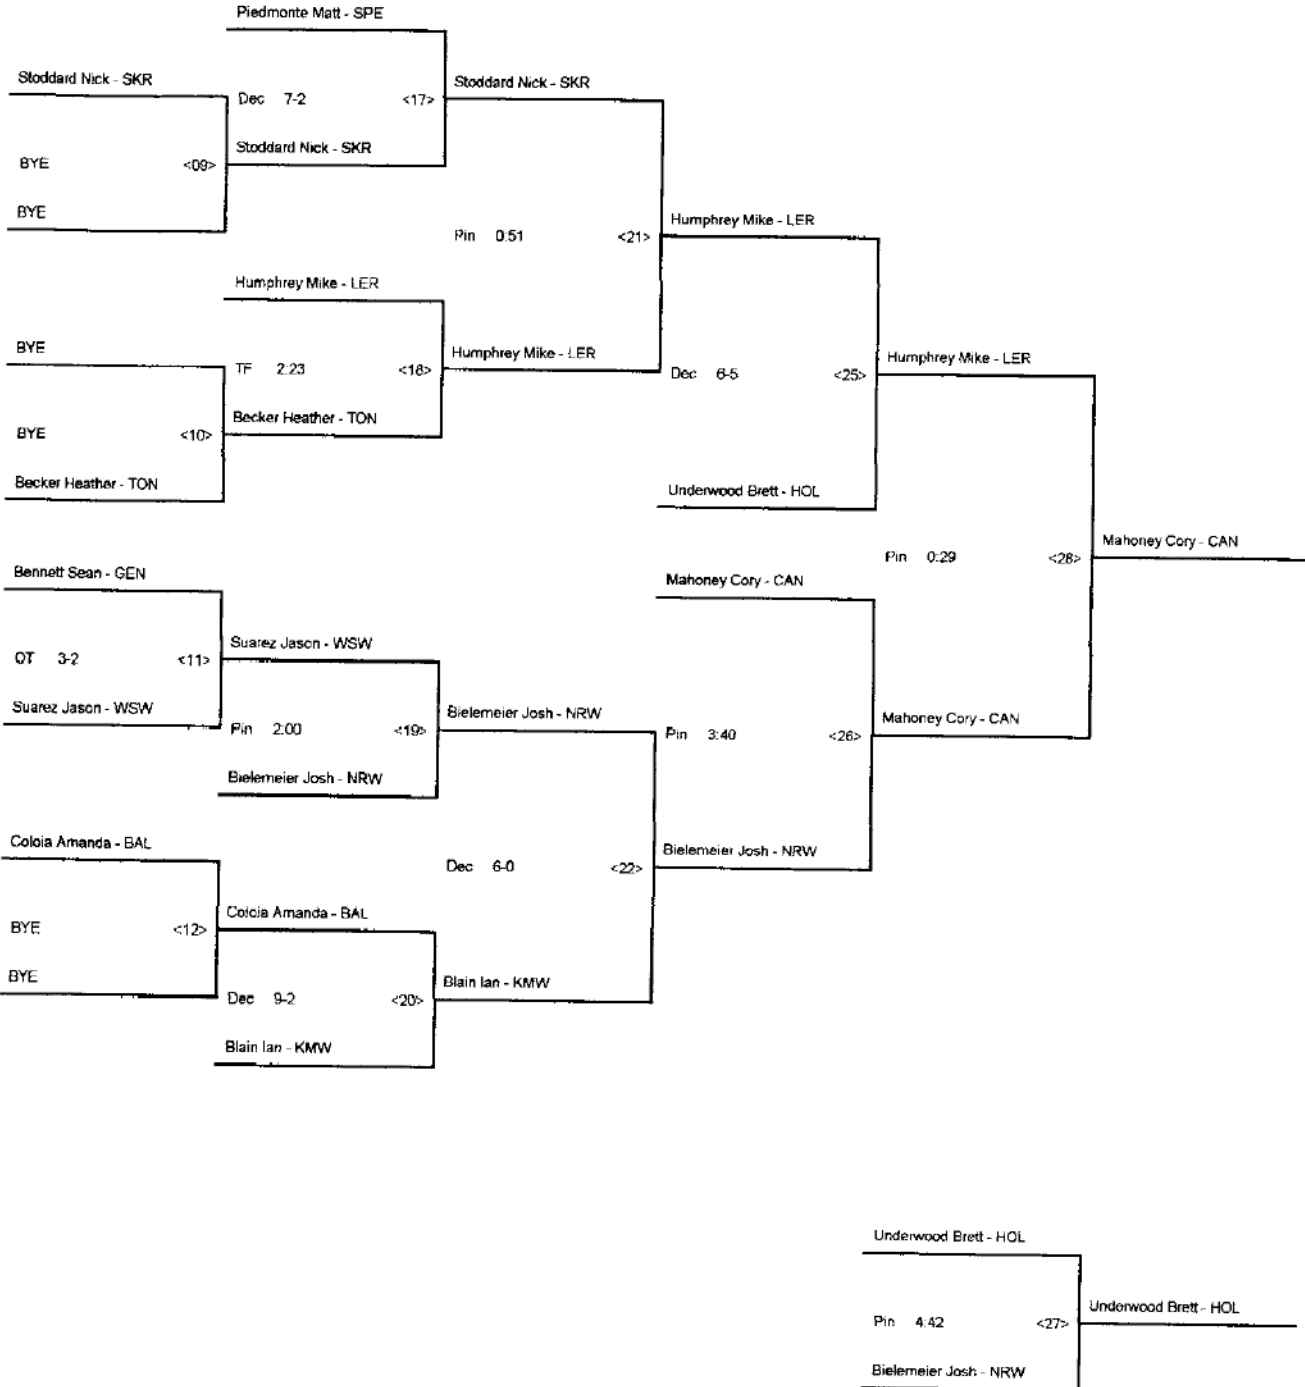 Piedmonte Matt - SPE
Stoddard Nick - SKR
Stoddard Nick - SKR
Dec 7-2 <17>
Stoddard Nick - SKR
BYE <09>
BYE
Humphrey Mike - LER
Pin 0:51 <21>
Humphrey Mike - LER
BYE
Humphrey Mike - LER
Humphrey Mike - LER
TF 2:23 <18>
Dec 6-5 <25>
Becker Heather - TON
BYE <10>
Becker Heather - TON
Underwood Brett - HOL
Mahoney Cory - CAN
Pin 0:29 <28>
Bennett Sean - GEN
Mahoney Cory - CAN
Suarez Jason - WSW
OT 3-2 <11>
Suarez Jason - WSW
Bielemeier Josh - NRW
Mahoney Cory - CAN
Pin 2:00 <19>
Pin 3:40 <26>
Bielemeier Josh - NRW
Coloia Amanda - BAL
Bielemeier Josh - NRW
Dec 6-0 <22>
Coloia Amanda - BAL
BYE <12>
BYE
Blain Ian - KMW
Dec 9-2 <20>
Blain Ian - KMW
Underwood Brett - HOL
Underwood Brett - HOL
Pin 4:42 <27>
Bielemeier Josh - NRW